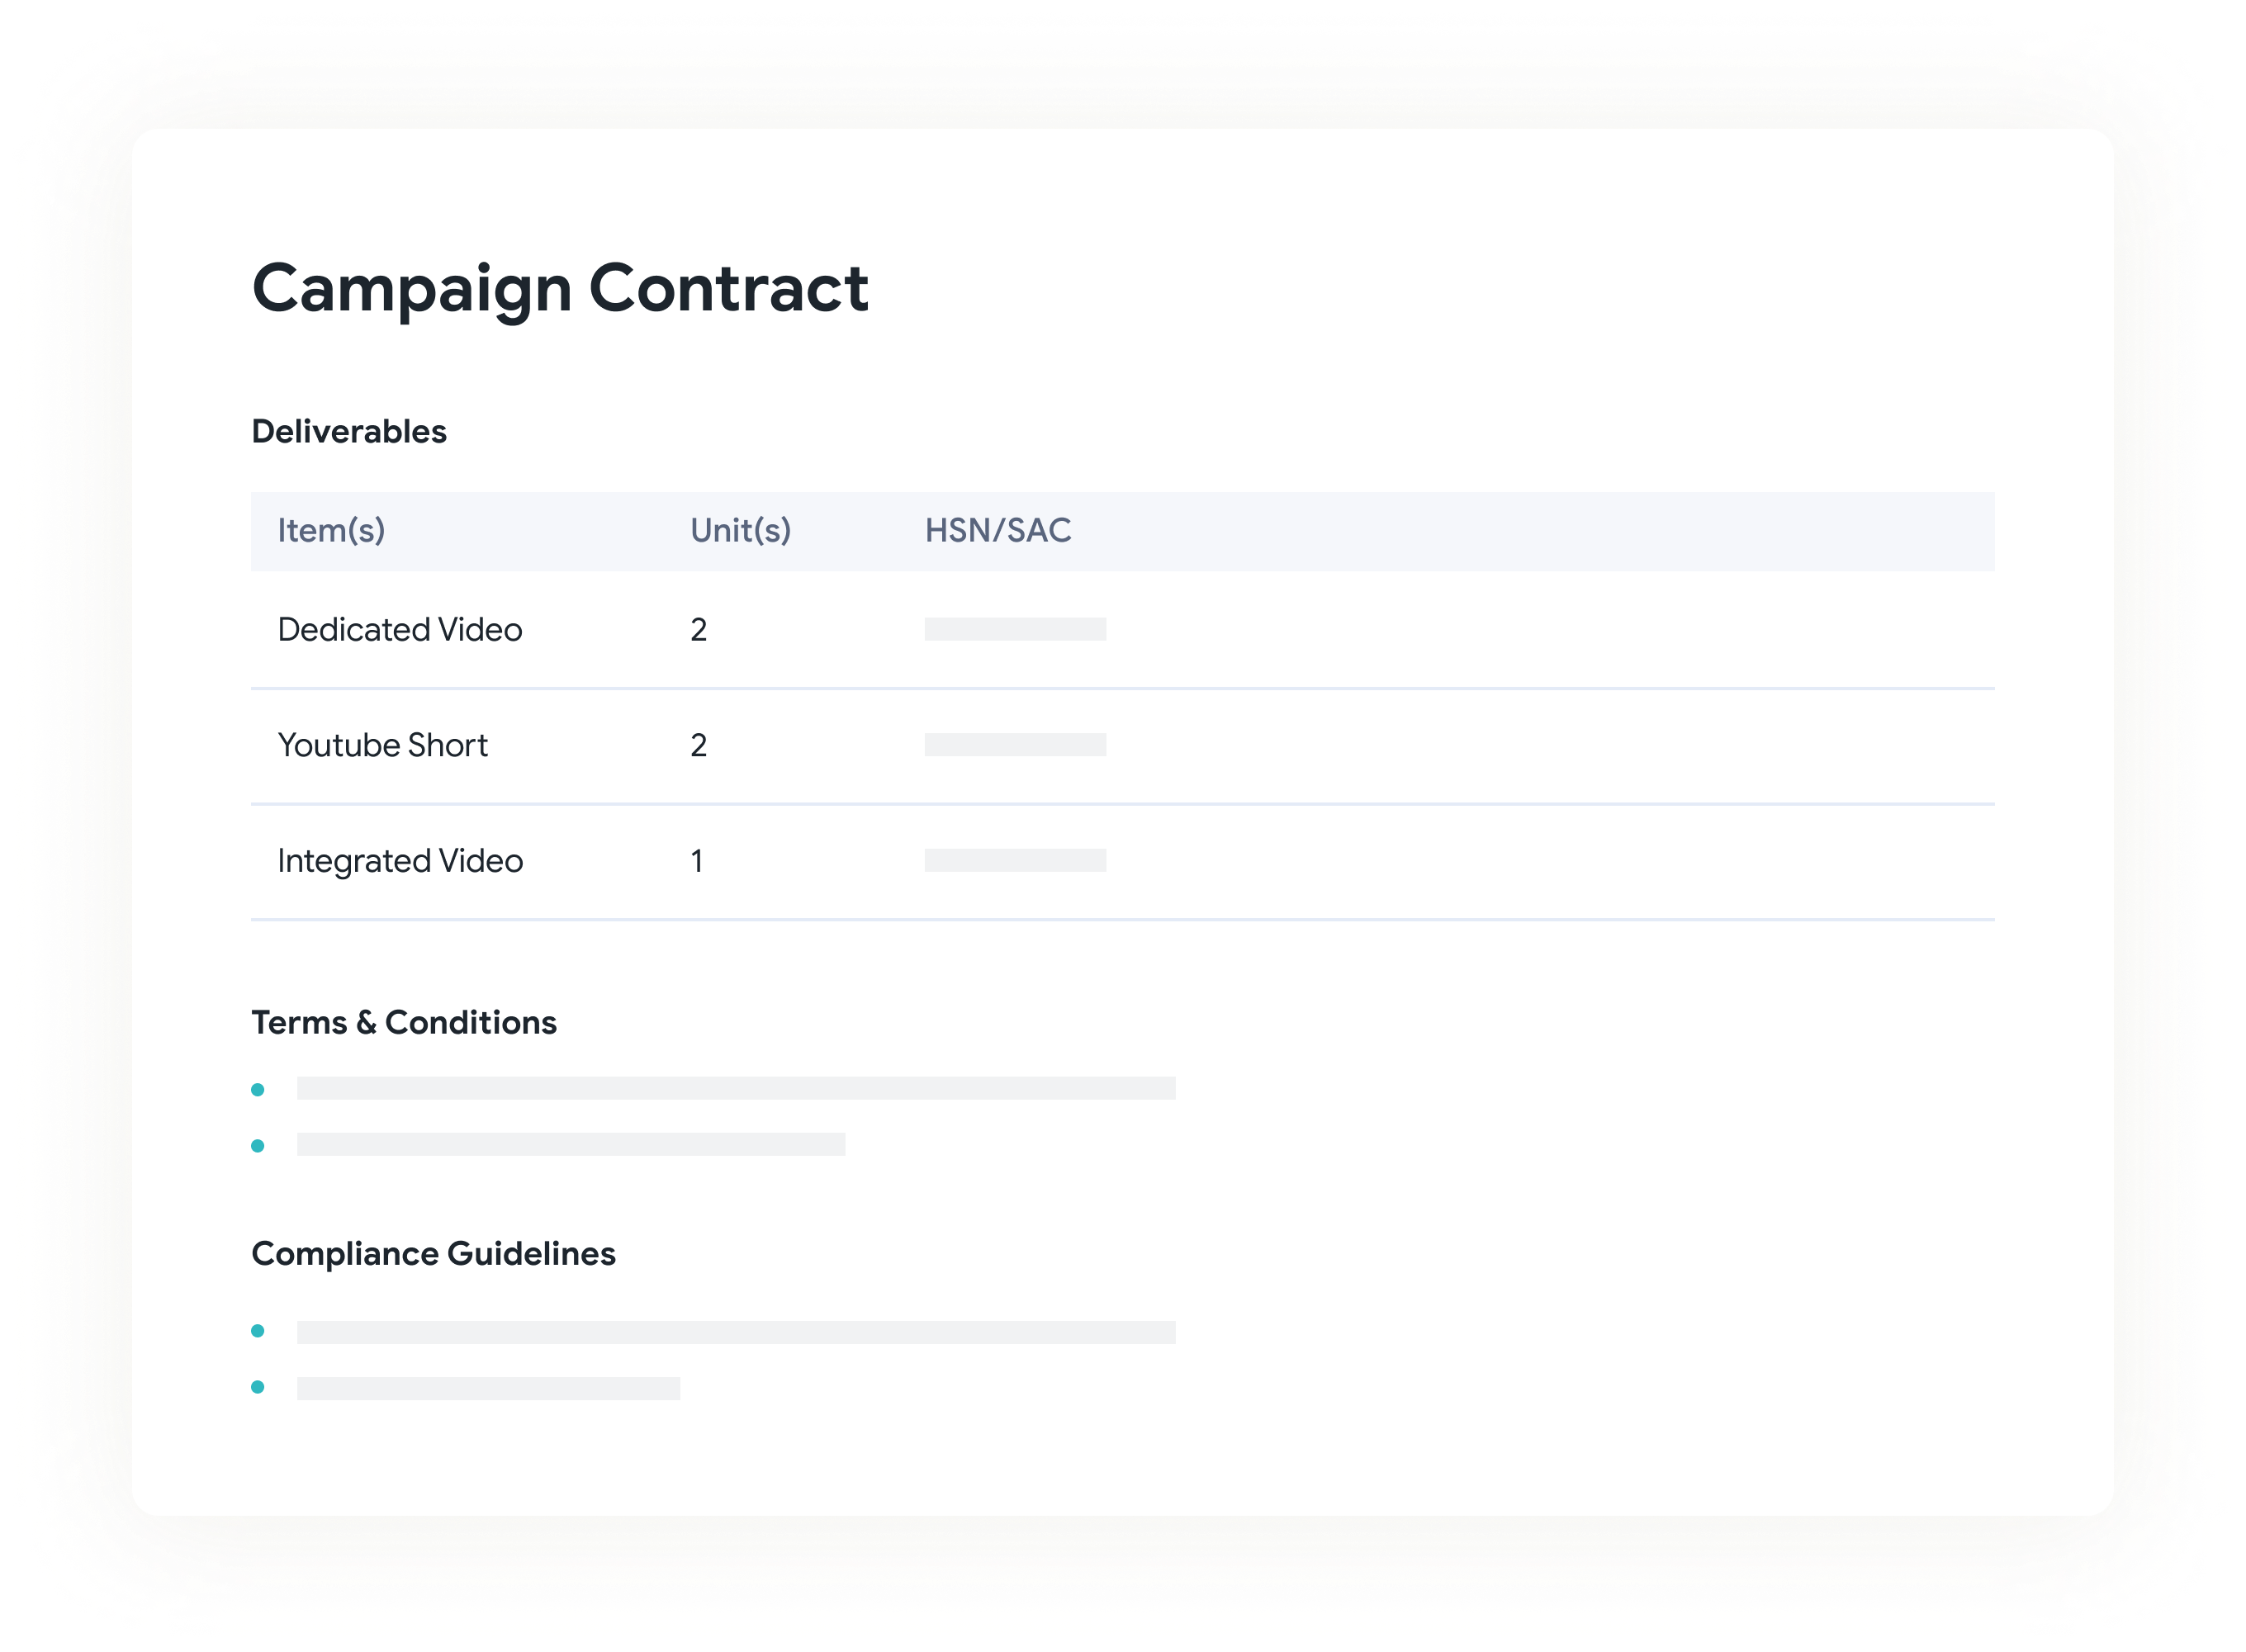 Campaign Contract
Deliverables
Item(s) Unit(s) HSN/SAC
Dedicated Video 2
Youtube Short 2
Integrated Video 1
Terms & Conditions
Compliance Guidelines